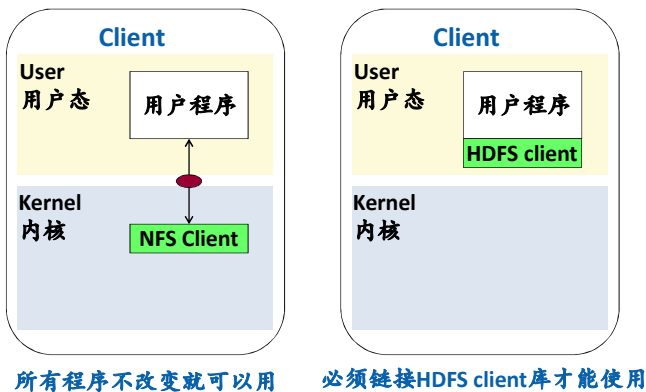 Client
User
用户态
用户程序
Kernel
内核
NFS Client
所有程序不改变就可以用
Client
User
用户态
用户程序
HDFS client
Kernel
内核
必须链接HDFS client库才能使用